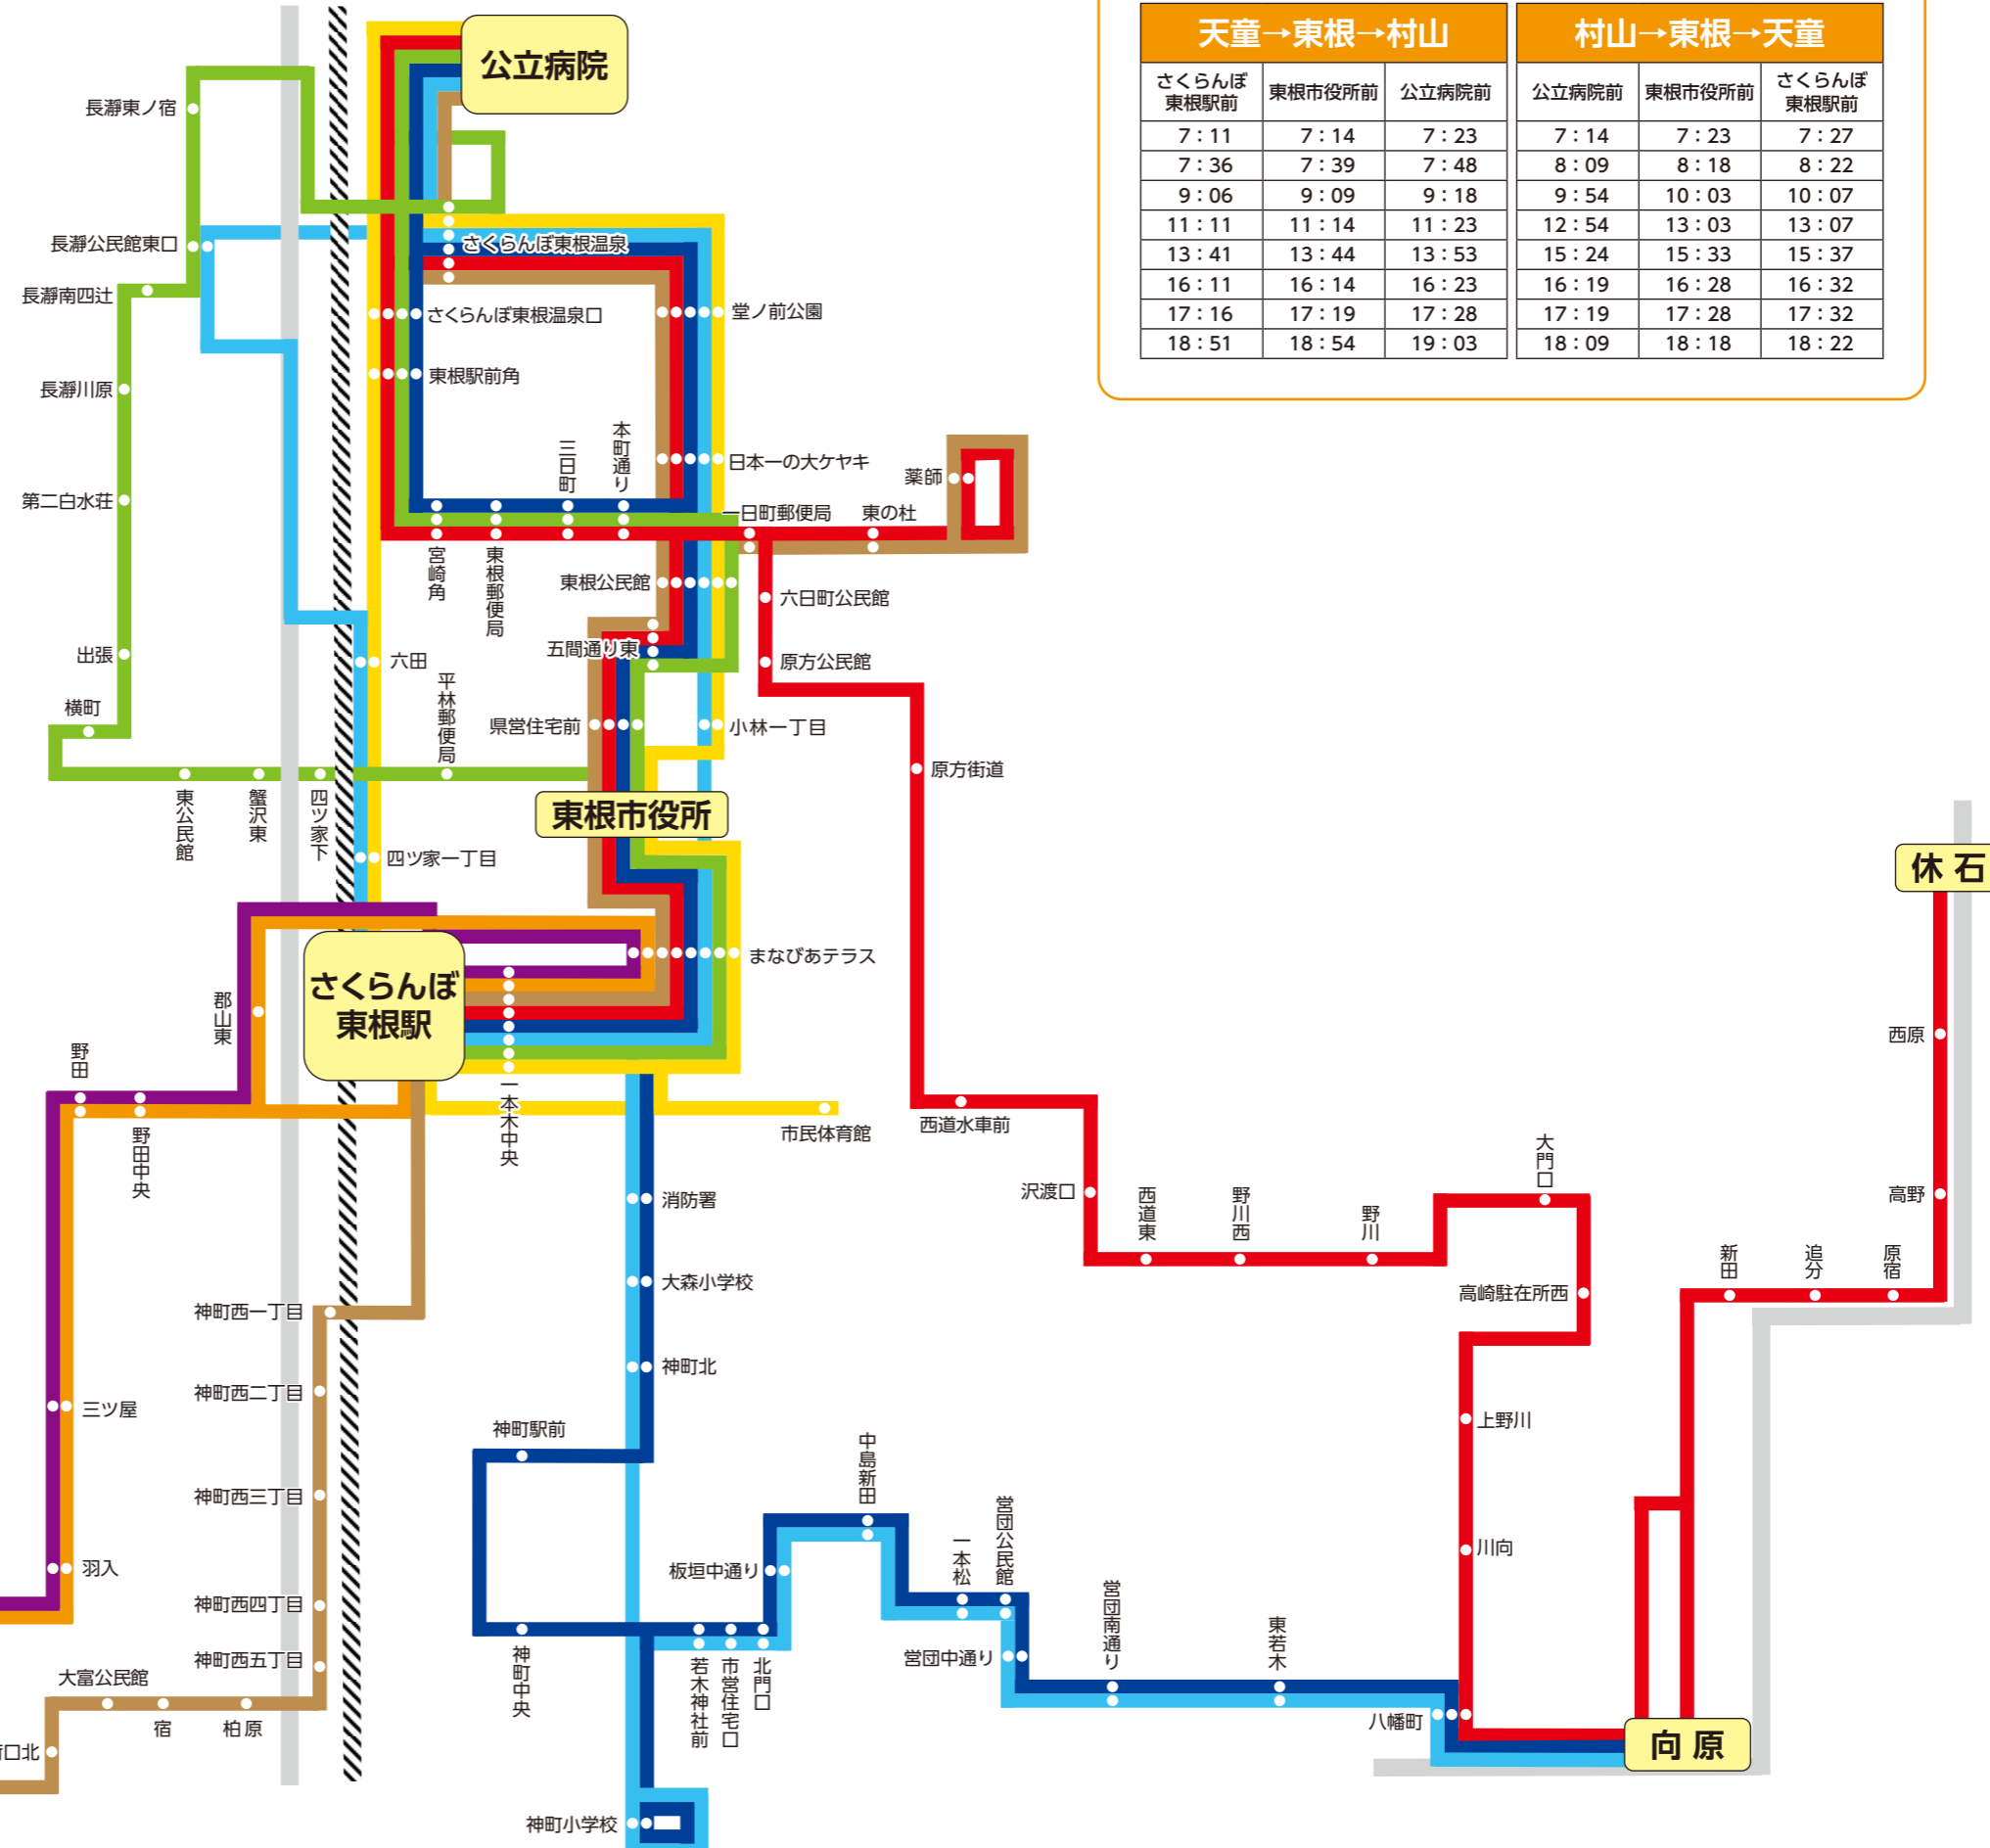 公立病院
天童→東根→村山
村山→東根→天童
さくらんぼ
東根駅前
東根市役所前
公立病院前
公立病院前
東根市役所前
さくらんぼ
東根駅前
7：11 7：14 7：23 7：14 7：23 7：27
7：36 7：39 7：48 8：09 8：18 8：22
9：06 9：09 9：18 9：54 10：03 10：07
11：11 11：14 11：23 12：54 13：03 13：07
13：41 13：44 13：53 15：24 15：33 15：37
16：11 16：14 16：23 16：19 16：28 16：32
17：16 17：19 17：28 17：19 17：28 17：32
18：51 18：54 19：03 18：09 18：18 18：22
長瀞東ノ宿
長瀞公民館東口
長瀞南四辻
長瀞川原
第二白水荘
出張
横町
東公民館
蟹沢東
四ツ家下
平林郵便局
さくらんぼ東根温泉
さくらんぼ東根温泉口
東根駅前角
堂ノ前公園
日本一の大ケヤキ
三日町
本町通り
宮崎角
東根郵便局
一日町郵便局
東の杜
薬師
東根公民館
五間通り東
県営住宅前
小林一丁目
六日町公民館
原方公民館
原方街道
六田
四ツ家一丁目
東根市役所
まなびあテラス
さくらんぼ
東根駅
一本木中央
市民体育館
郡山東
野田
野田中央
三ツ屋
羽入
神町西一丁目
神町西二丁目
神町西三丁目
神町西四丁目
神町西五丁目
大富公民館
宿
柏原
口北
消防署
大森小学校
神町北
神町駅前
神町中央
若木神社前
市営住宅口
北門口
板垣中通り
中島新田
一本松
営団公民館
営団中通り
営団南通り
東若木
八幡町
神町小学校
西道水車前
沢渡口
西道東
野川西
野川
大門口
高崎駐在所西
上野川
川向
向原
新田
追分
原宿
高野
西原
休石